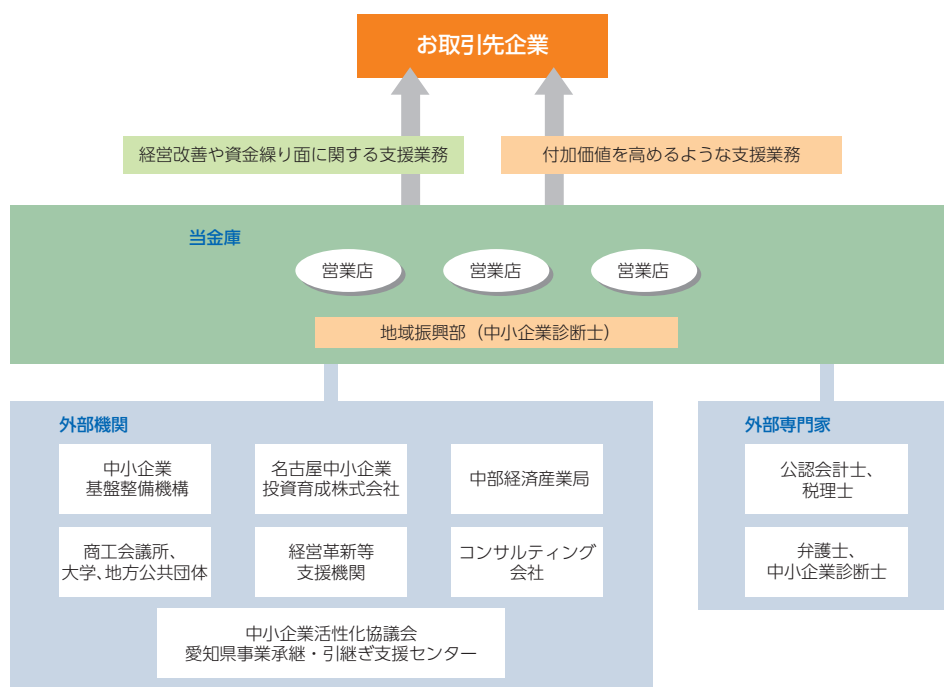 お取引先企業
経営改善や資金繰り面に関する支援業務
付加価値を高めるような支援業務
当金庫
営業店
営業店
営業店
地域振興部（中小企業診断士）
外部機関
中小企業
基盤整備機構
名古屋中小企業
投資育成株式会社
中部経済産業局
商工会議所、
大学、地方公共団体
経営革新等
支援機関
コンサルティング
会社
中小企業活性化協議会
愛知県事業承継・引継ぎ支援センター
外部専門家
公認会計士、
税理士
弁護士、
中小企業診断士